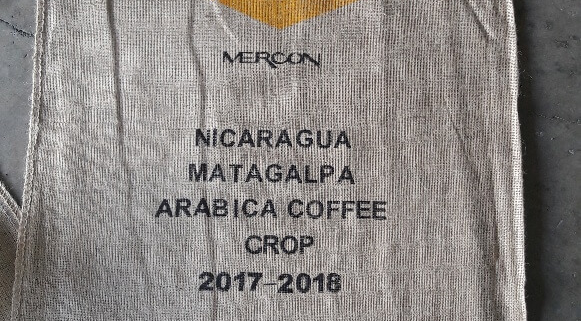 MERCON
NICARAGUA
MATAGALPA
ARABICA COFFEE
CROP
2017-2018